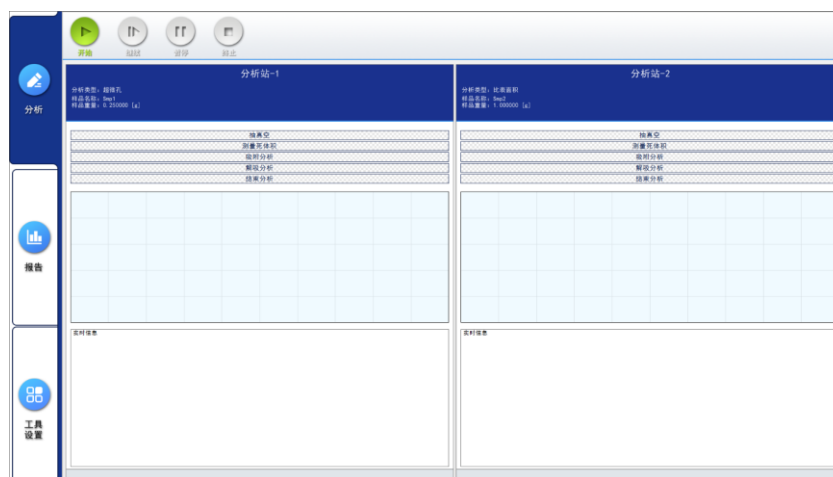 开始
继续
暂停
终止
分析
报告
工具
设置
分析站-1
分析类型: 超微孔
样品名称: Smp1
样品重量: 0.250000 [g]
抽真空
测量死体积
吸附分析
解吸分析
结束分析
实时信息
分析站-2
分析类型: 比表面积
样品名称: Smp2
样品重量: 1.000000 [g]
抽真空
测量死体积
吸附分析
解吸分析
结束分析
实时信息